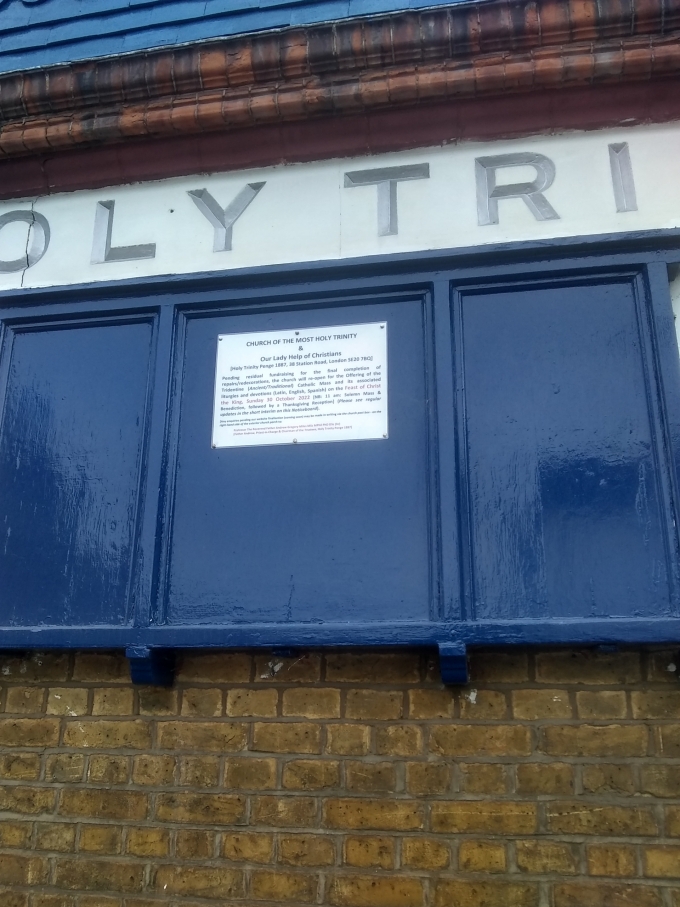 OLY TRI
CHURCH OF THE MOST HOLY TRINITY
&
Our Lady Help of Christians
[Holy Trinity Penge 1887, 38 Station Road, London SE20 7BQ]
Pending residual fundraising for the final completion of
repairs/redecorations, the church will re-open for the Offering of the
Tridentine (Ancient/Traditional) Catholic Mass and its associated
liturgies and devotions (Latin, English, Spanish) on the Feast of Christ
the King, Sunday 30 October 2022 [NB: 11 am: Solemn Mass &
Benediction, followed by a Thanksgiving Reception] (Please see regular
updates in the short interim on this Noticeboard).